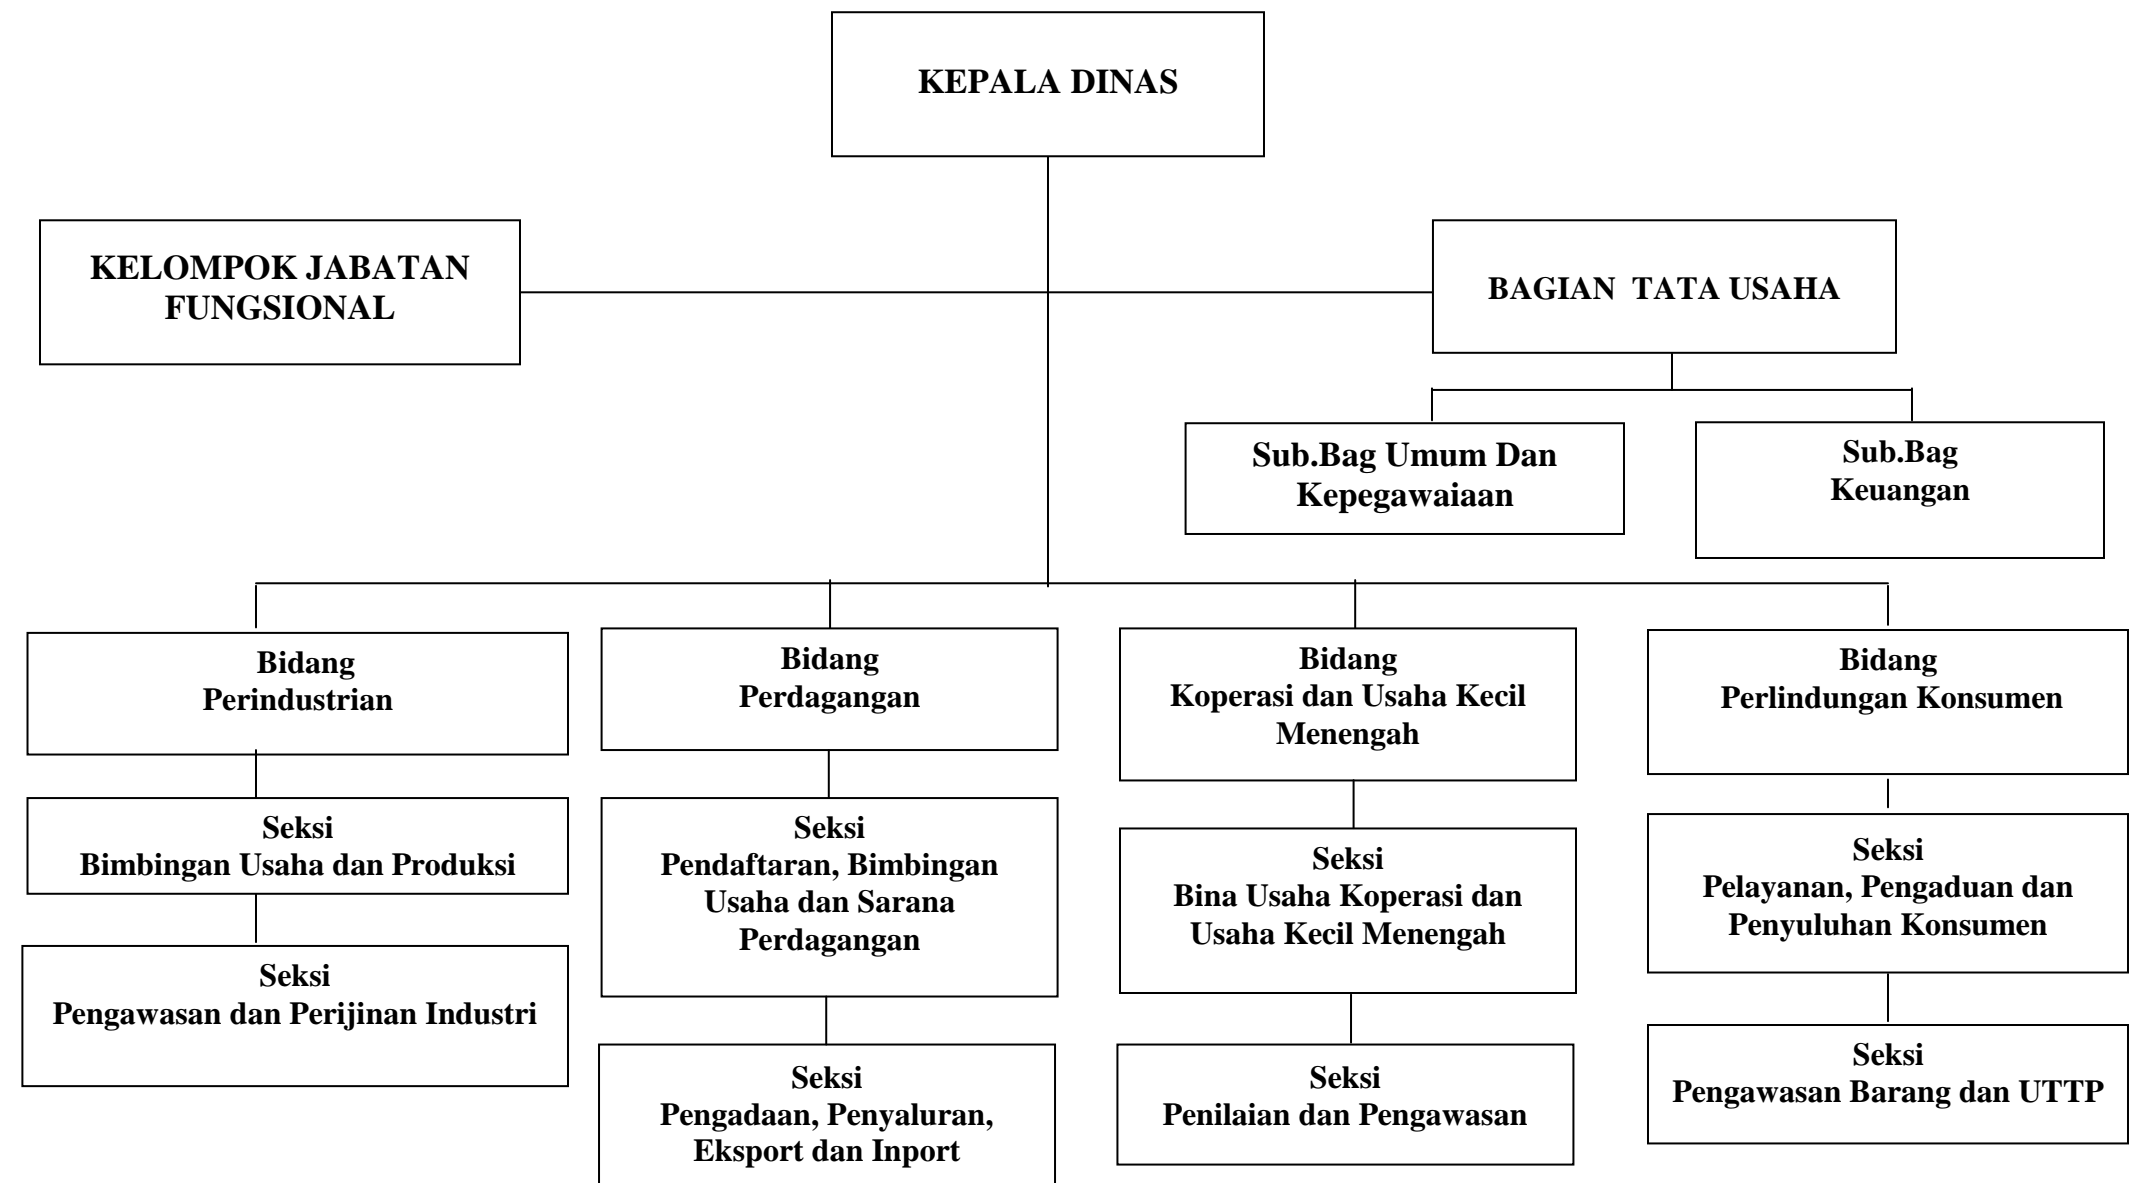 KEPALA DINAS
KELOMPOK JABATAN
FUNGSIONAL
BAGIAN  TATA USAHA
Sub.Bag Umum Dan
Kepegawaiaan
Sub.Bag
Keuangan
Bidang
Perindustrian
Bidang
Perdagangan
Bidang
Koperasi dan Usaha Kecil
Menengah
Bidang
Perlindungan Konsumen
Seksi
Bimbingan Usaha dan Produksi
Seksi
Pendaftaran, Bimbingan
Usaha dan Sarana
Perdagangan
Seksi
Bina Usaha Koperasi dan
Usaha Kecil Menengah
Seksi
Pelayanan, Pengaduan dan
Penyuluhan Konsumen
Seksi
Pengawasan dan Perijinan Industri
Seksi
Pengadaan, Penyaluran,
Eksport dan Inport
Seksi
Penilaian dan Pengawasan
Seksi
Pengawasan Barang dan UTTP